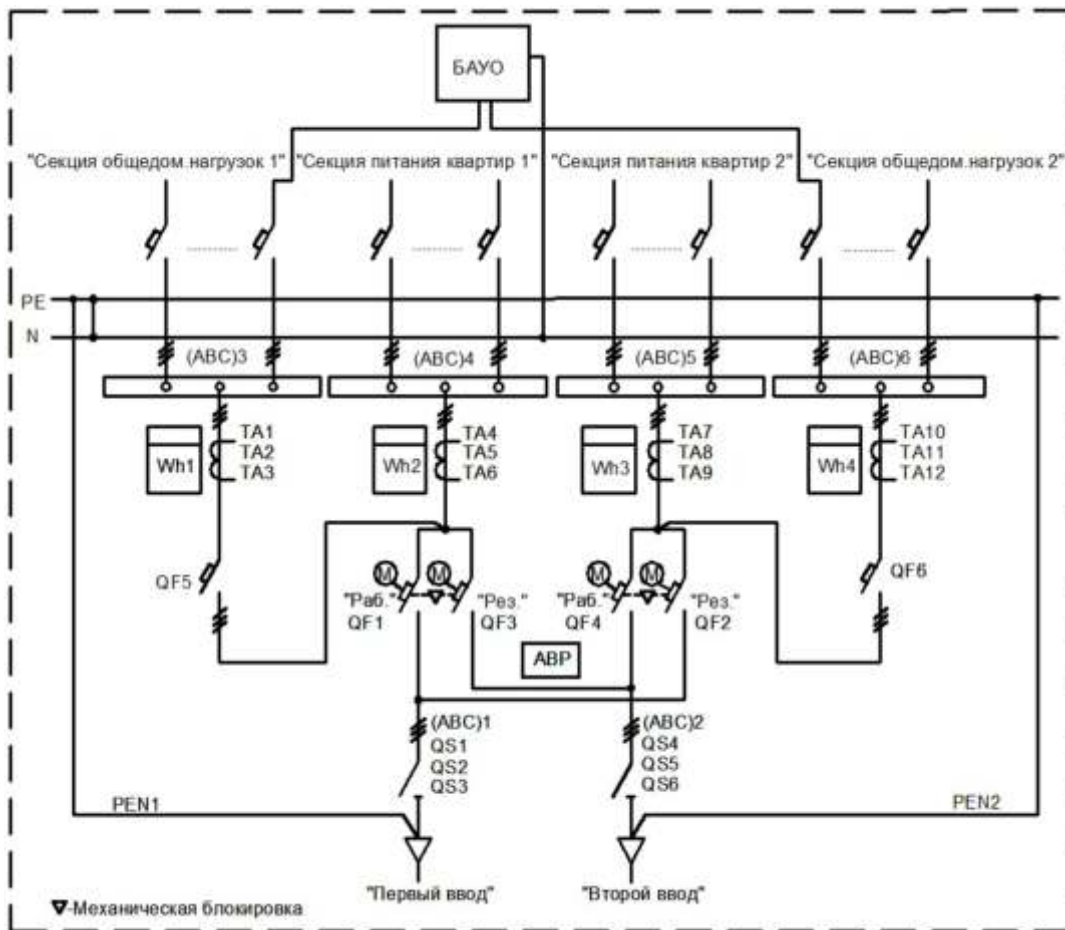 БАУО
"Секция общедом.нагрузок 1" "Секция питания квартир 1" "Секция питания квартир 2" "Секция общедом.нагрузок 2"
PE
N
(ABC)3 (ABC)4 (ABC)5 (ABC)6
Wh1 TA1 TA2 TA3
Wh2 TA4 TA5 TA6
Wh3 TA7 TA8 TA9
Wh4 TA10 TA11 TA12
QF5
M M M M
QF6
"Раб." QF1
"Рез." QF3
"Раб." QF4
"Рез." QF2
АВР
(ABC)1
QS1
QS2
QS3
(ABC)2
QS4
QS5
QS6
PEN1
PEN2
"Первый ввод"
"Второй ввод"
-Механическая блокировка